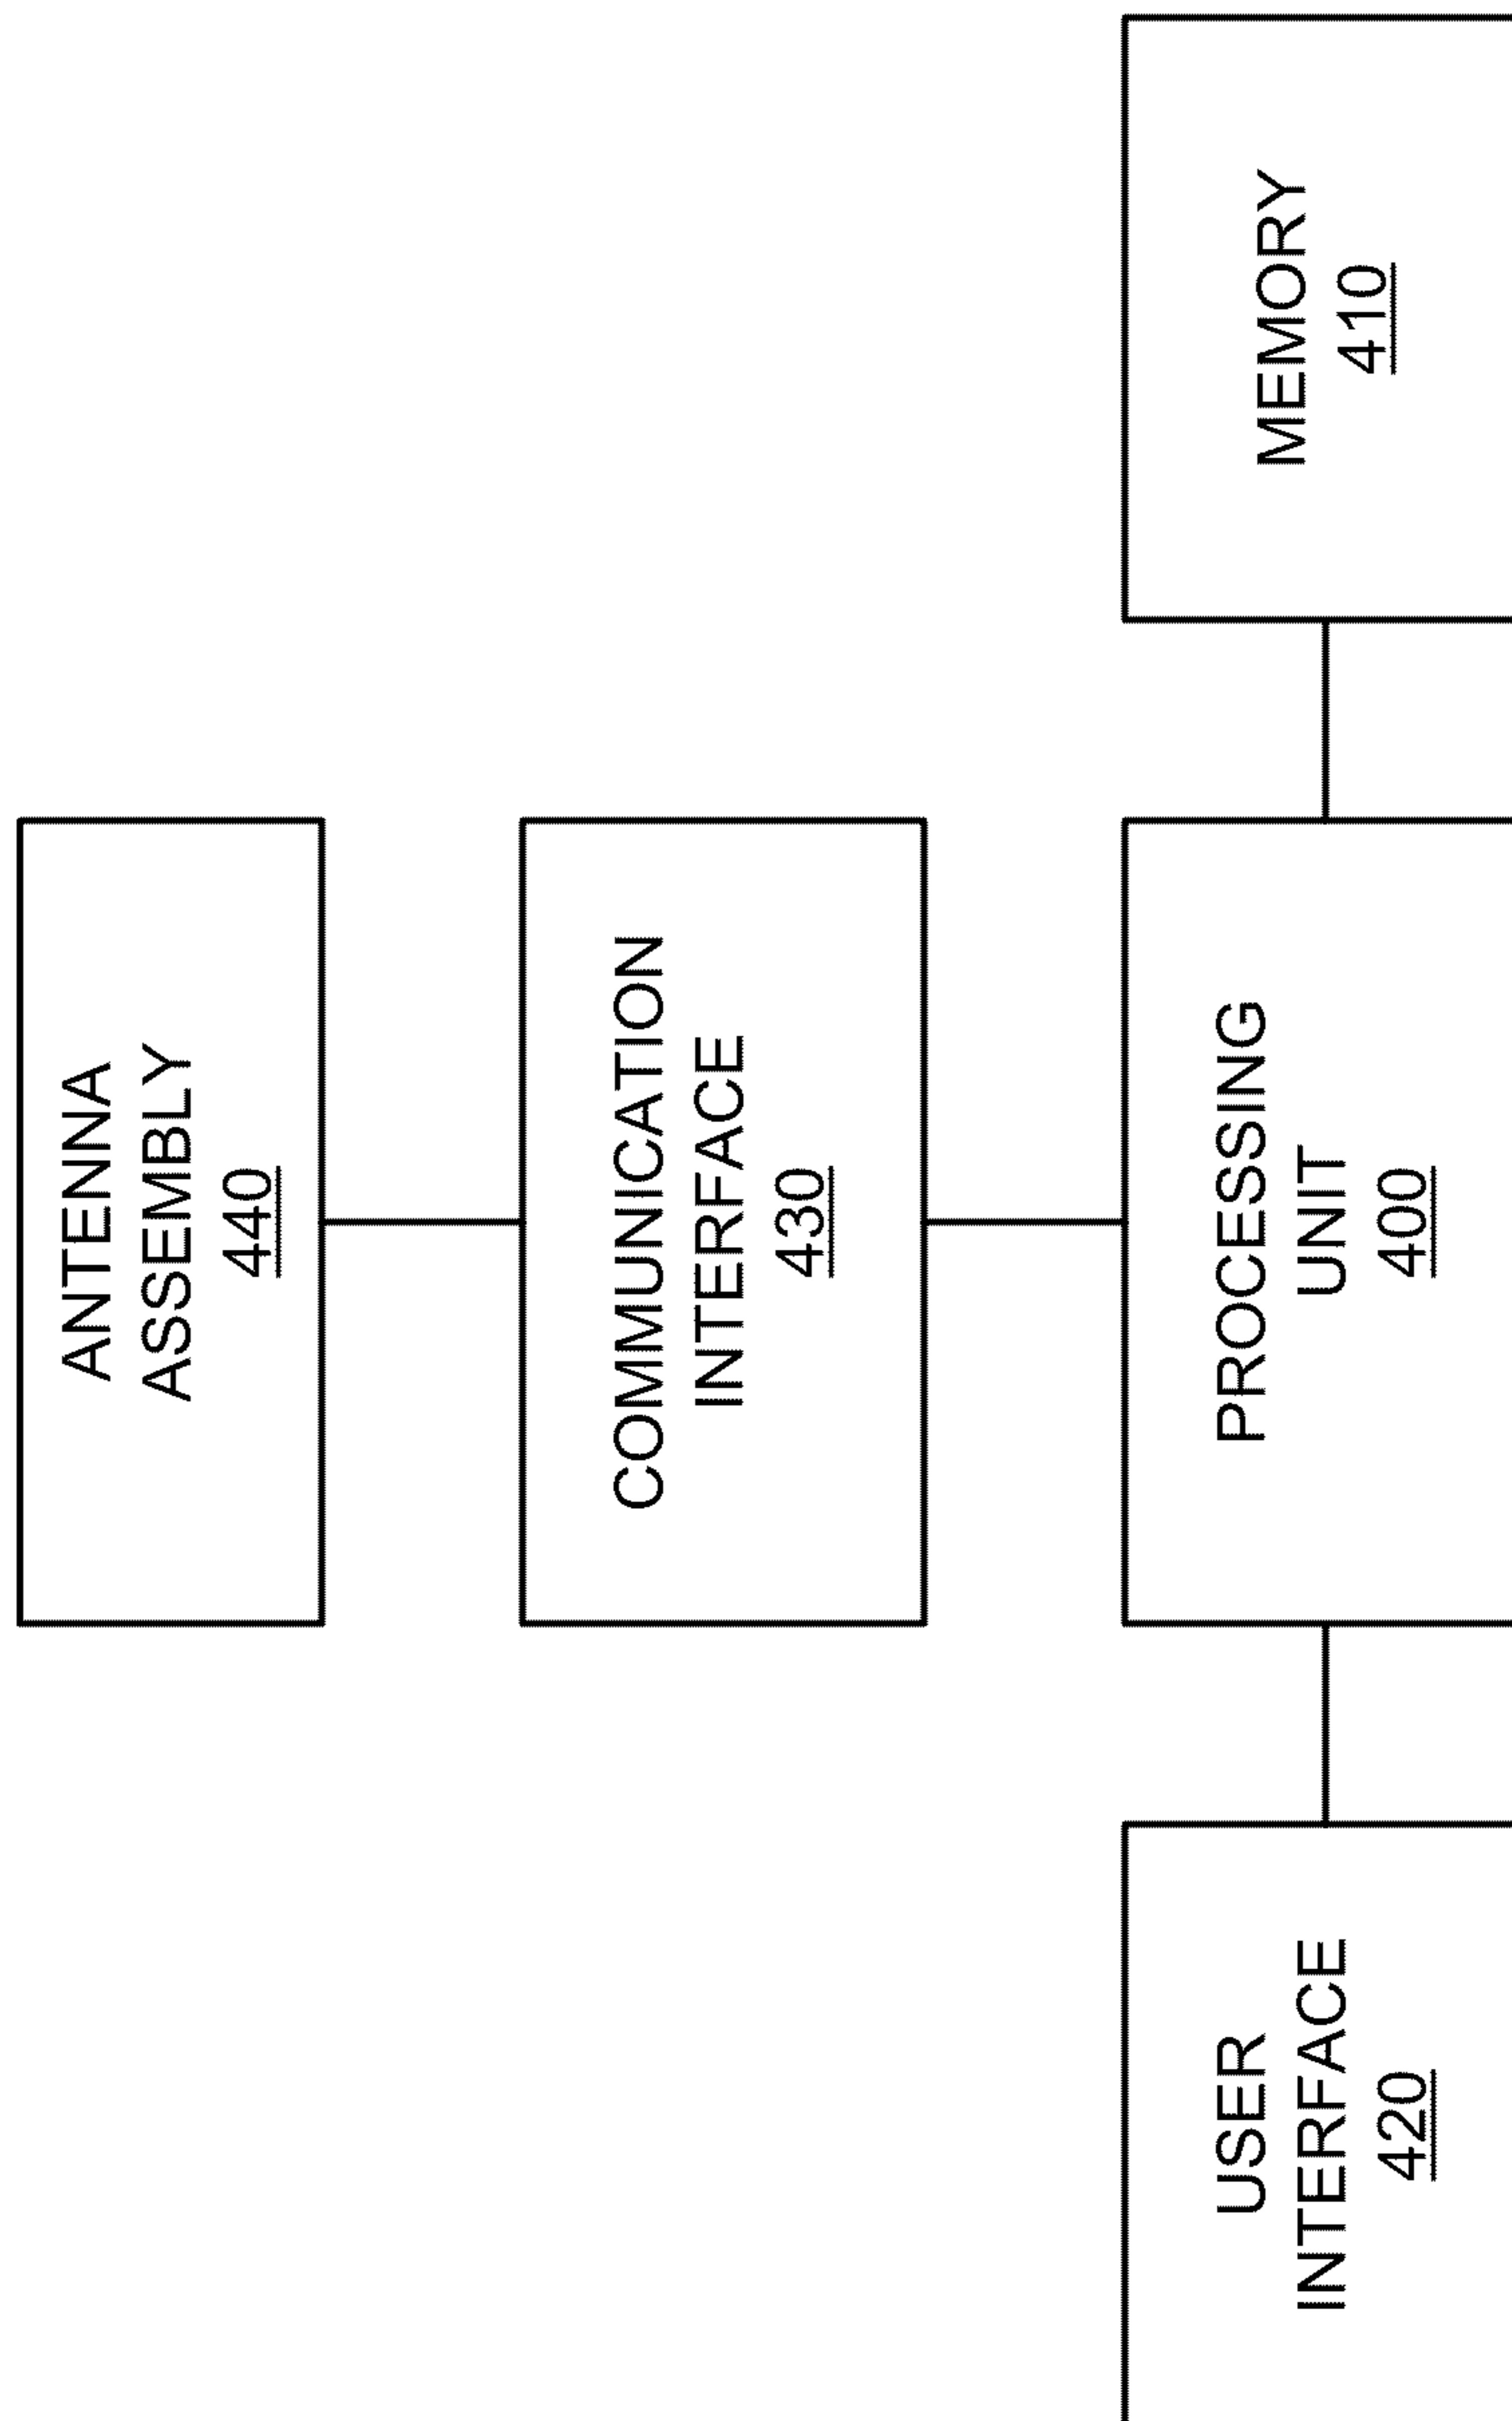 ANTENNA
ASSEMBLY
440
COMMUNICATION
INTERFACE
430
USER
INTERFACE
420
PROCESSING
UNIT
400
MEMORY
410